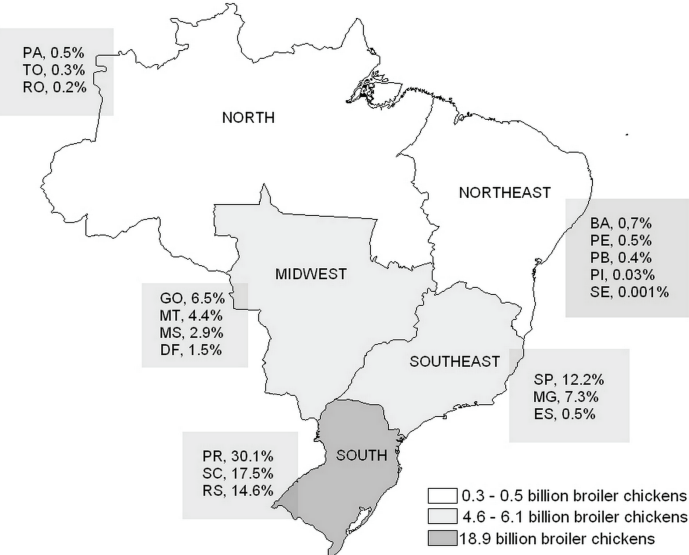 PA, 0.5%
TO, 0.3%
RO, 0.2%
NORTH
NORTHEAST
BA, 0,7%
PE, 0.5%
PB, 0.4%
PI, 0.03%
SE, 0.001%
MIDWEST
GO, 6.5%
MT, 4.4%
MS, 2.9%
DF, 1.5%
SOUTHEAST
SP, 12.2%
MG, 7.3%
ES, 0.5%
PR, 30.1%
SC, 17.5%
RS, 14.6%
SOUTH
0.3 - 0.5 billion broiler chickens
4.6 - 6.1 billion broiler chickens
18.9 billion broiler chickens